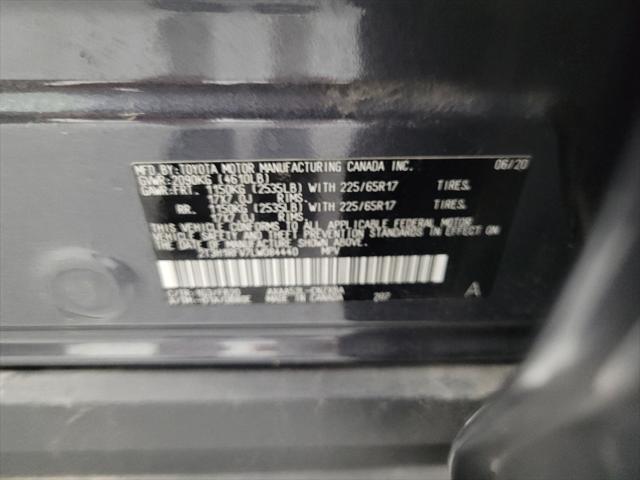 MFD.BY:TOYOTA MOTOR MANUFACTURING CANADA INC. 06/20
GVWR:2090KG (4610LB)
GAWR:FRT. 1150KG (2535LB) WITH 225/65R17 TIRES,
17X7.0J RIMS,
RR. 1150KG (2535LB) WITH 225/65R17 TIRES,
17X7.0J RIMS,
THIS VEHICLE CONFORMS TO ALL APPLICABLE FEDERAL MOTOR
VEHICLE SAFETY AND THEFT PREVENTION STANDARDS IN EFFECT ON
THE DATE OF MANUFACTURE SHOWN ABOVE.
MPV
MADE IN CANADA
A